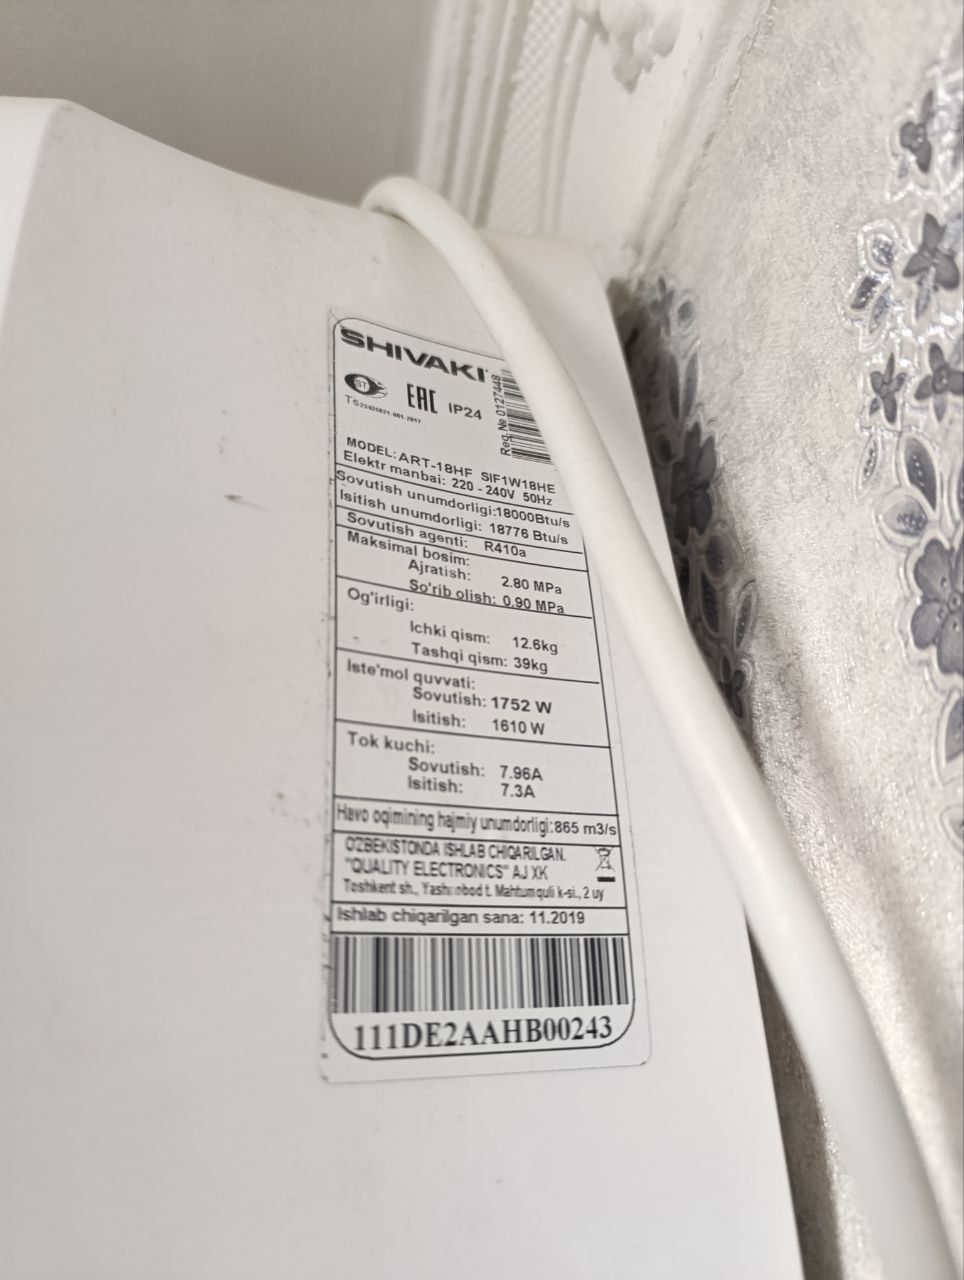 SHIVAKI
ST
EAC IP24
Reg.№ 0127448
MODEL: ART-18HF SIF1W18HE
Elektr manbai: 220 - 240V 50Hz
Sovutish unumdorligi:18000Btu/s
Isitish unumdorligi: 18776 Btu/s
Sovutish agenti: R410a
Maksimal bosim:
Ajratish: 2.80 MPa
So'rib olish: 0.90 MPa
Og'irligi:
Ichki qism: 12.6kg
Tashqi qism: 39kg
Iste'mol quvvati:
Sovutish: 1752 W
Isitish: 1610 W
Tok kuchi:
Sovutish: 7.96A
Isitish: 7.3A
Havo oqimining hajmiy unumdorligi:865 m3/s
O'ZBEKISTONDA ISHLAB CHIQARILGAN.
"QUALITY ELECTRONICS" AJ XK
Toshkent sh., t. Mahtumquli k-si., 2 uy
Ishlab chiqarilgan sana: 11.2019
111DE2AAHB00243